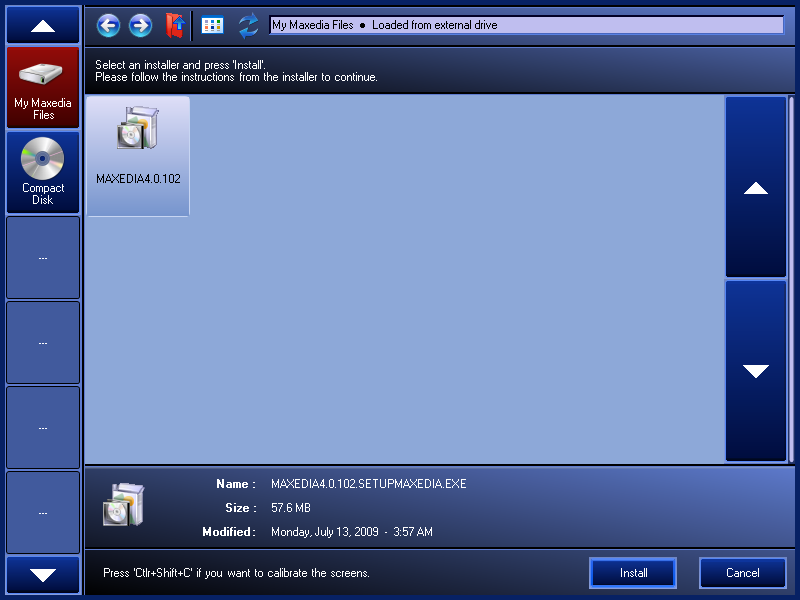 My Maxedia Files ● Loaded from external drive
Select an installer and press 'Install'.
Please follow the instructions from the installer to continue.
My Maxedia
Files
Compact
Disk
...
...
...
...
MAXEDIA4.0.102
Name : MAXEDIA4.0.102.SETUPMAXEDIA.EXE
Size : 57.6 MB
Modified : Monday, July 13, 2009 - 3:57 AM
Press 'Ctlr+Shift+C' if you want to calibrate the screens.
Install
Cancel